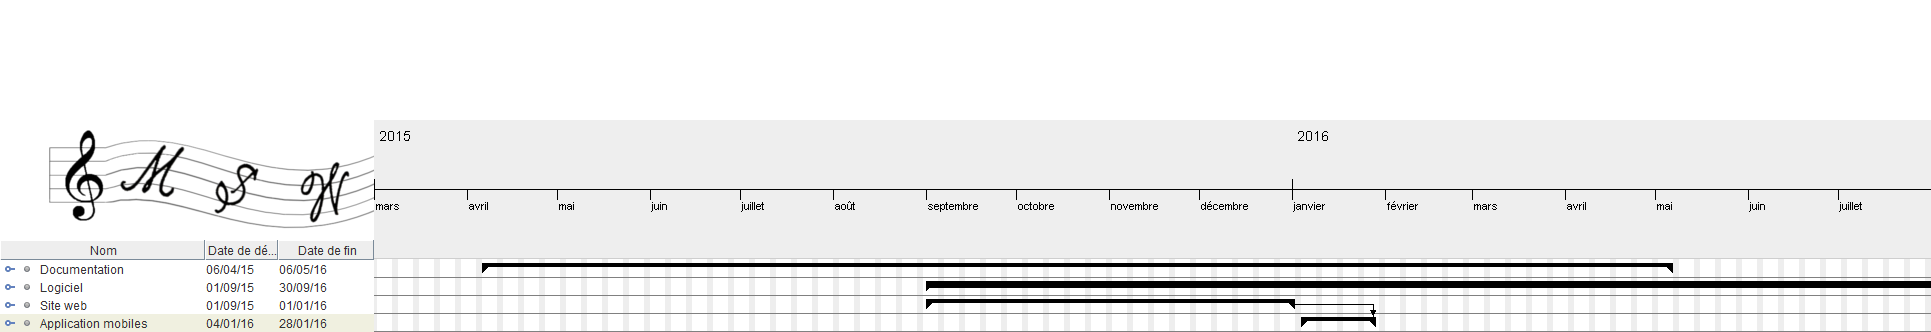 2015 2016
M S W
mars avril mai juin juillet août septembre octobre novembre décembre janvier février mars avril mai juin juillet
Nom Date de dé... Date de fin
Documentation 06/04/15 06/05/16
Logiciel 01/09/15 30/09/16
Site web 01/09/15 01/01/16
Application mobiles 04/01/16 28/01/16